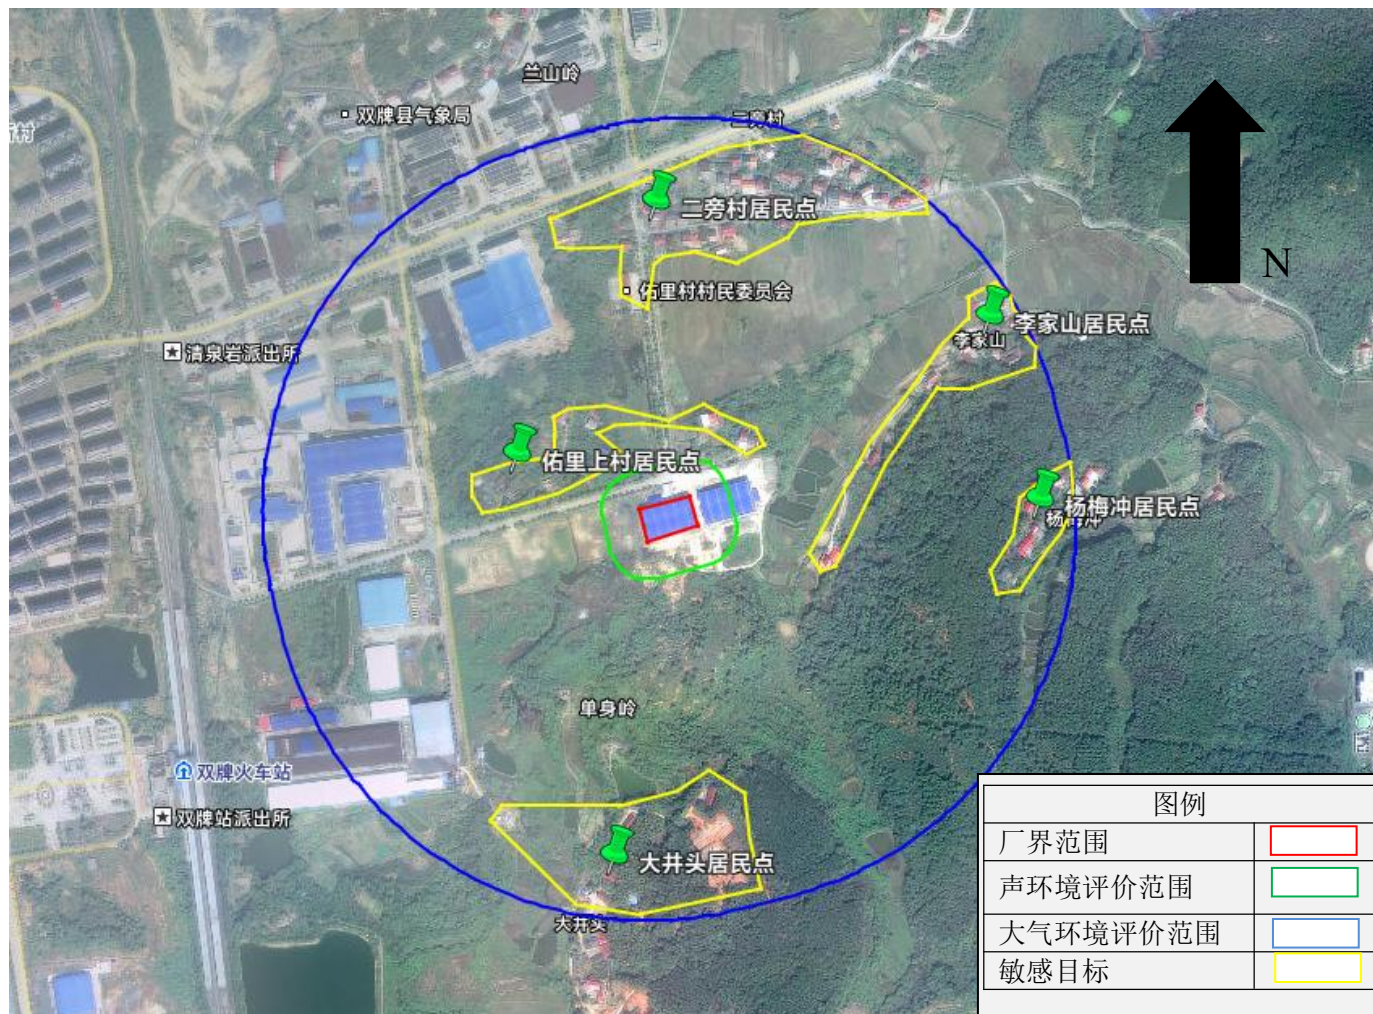 兰山岭
双牌县气象局
二旁村
村
二旁村居民点
N
佑里村村民委员会
李家山居民点
李家山
清泉岩派出所
佑里上村居民点
杨梅冲居民点
杨梅冲
单身岭
双牌火车站
双牌站派出所
大井头居民点
大井头
图例
厂界范围
声环境评价范围
大气环境评价范围
敏感目标